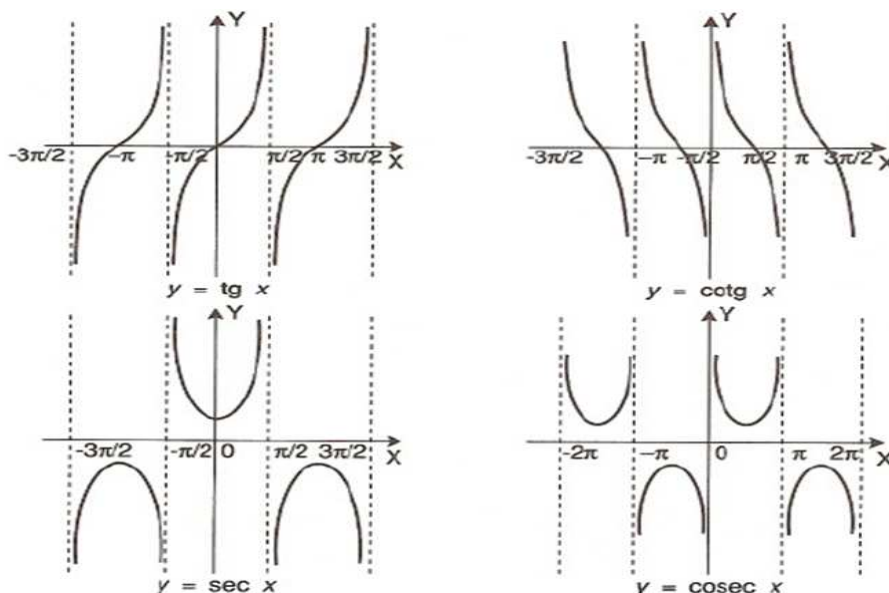 Y
-3π/2 -π -π/2 π/2 π 3π/2 X
y = tg x
Y
-3π/2 -π -π/2 π/2 π 3π/2 X
y = cotg x
Y
-3π/2 -π/2 0 π/2 3π/2 X
y = sec x
Y
-2π -π 0 π 2π X
y = cosec x